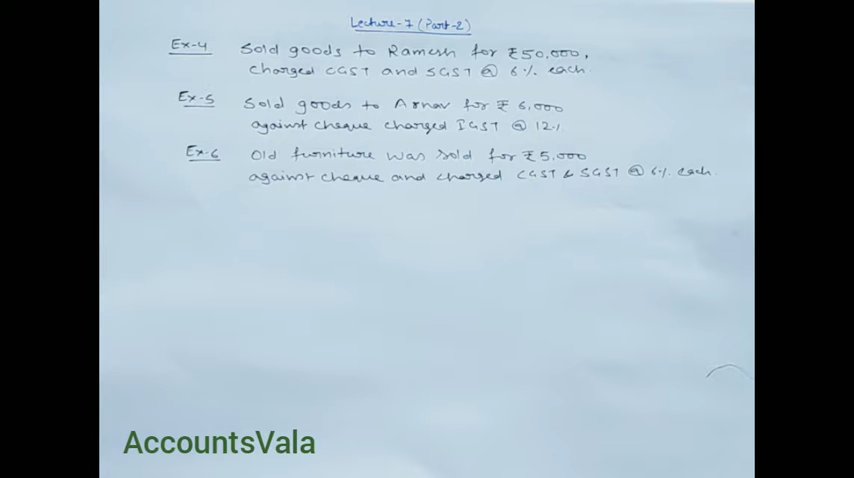 Lecture-7 (Part-2)
Ex-4 Sold goods to Ramesh for ₹50,000,
charged CGST and SGST @ 6% each
Ex-5 Sold goods to Arnav for ₹ 6,000
against cheque charged IGST @ 12%
Ex-6 Old furniture was sold for ₹5,000
against cheque and charged CGST & SGST @ 6% each.
AccountsVala